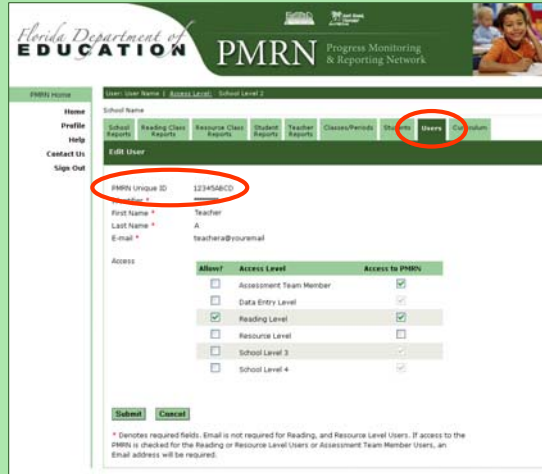 Florida Department of
EDUCATION
PMRN Progress Monitoring & Reporting Network
PMRN Home
User: User Name | Access Level: School Level 2
Home
Profile
Help
Contact Us
Sign Out
School Name
School Reports Reading Class Reports Resource Class Reports Student Reports Teacher Reports Classes/Periods Students Users Curriculum
Edit User
PMRN Unique ID 12345ABCD
Identifier *
First Name * Teacher
Last Name * A
E-mail * teachera@youremail
Access
Allow? Access Level Access to PMRN
Assessment Team Member
Data Entry Level
Reading Level
Resource Level
School Level 3
School Level 4
Submit Cancel
* Denotes required fields. Email is not required for Reading, and Resource Level Users. If access to the
PMRN is checked for the Reading or Resource Level Users or Assessment Team Member Users, an
Email address will be required.